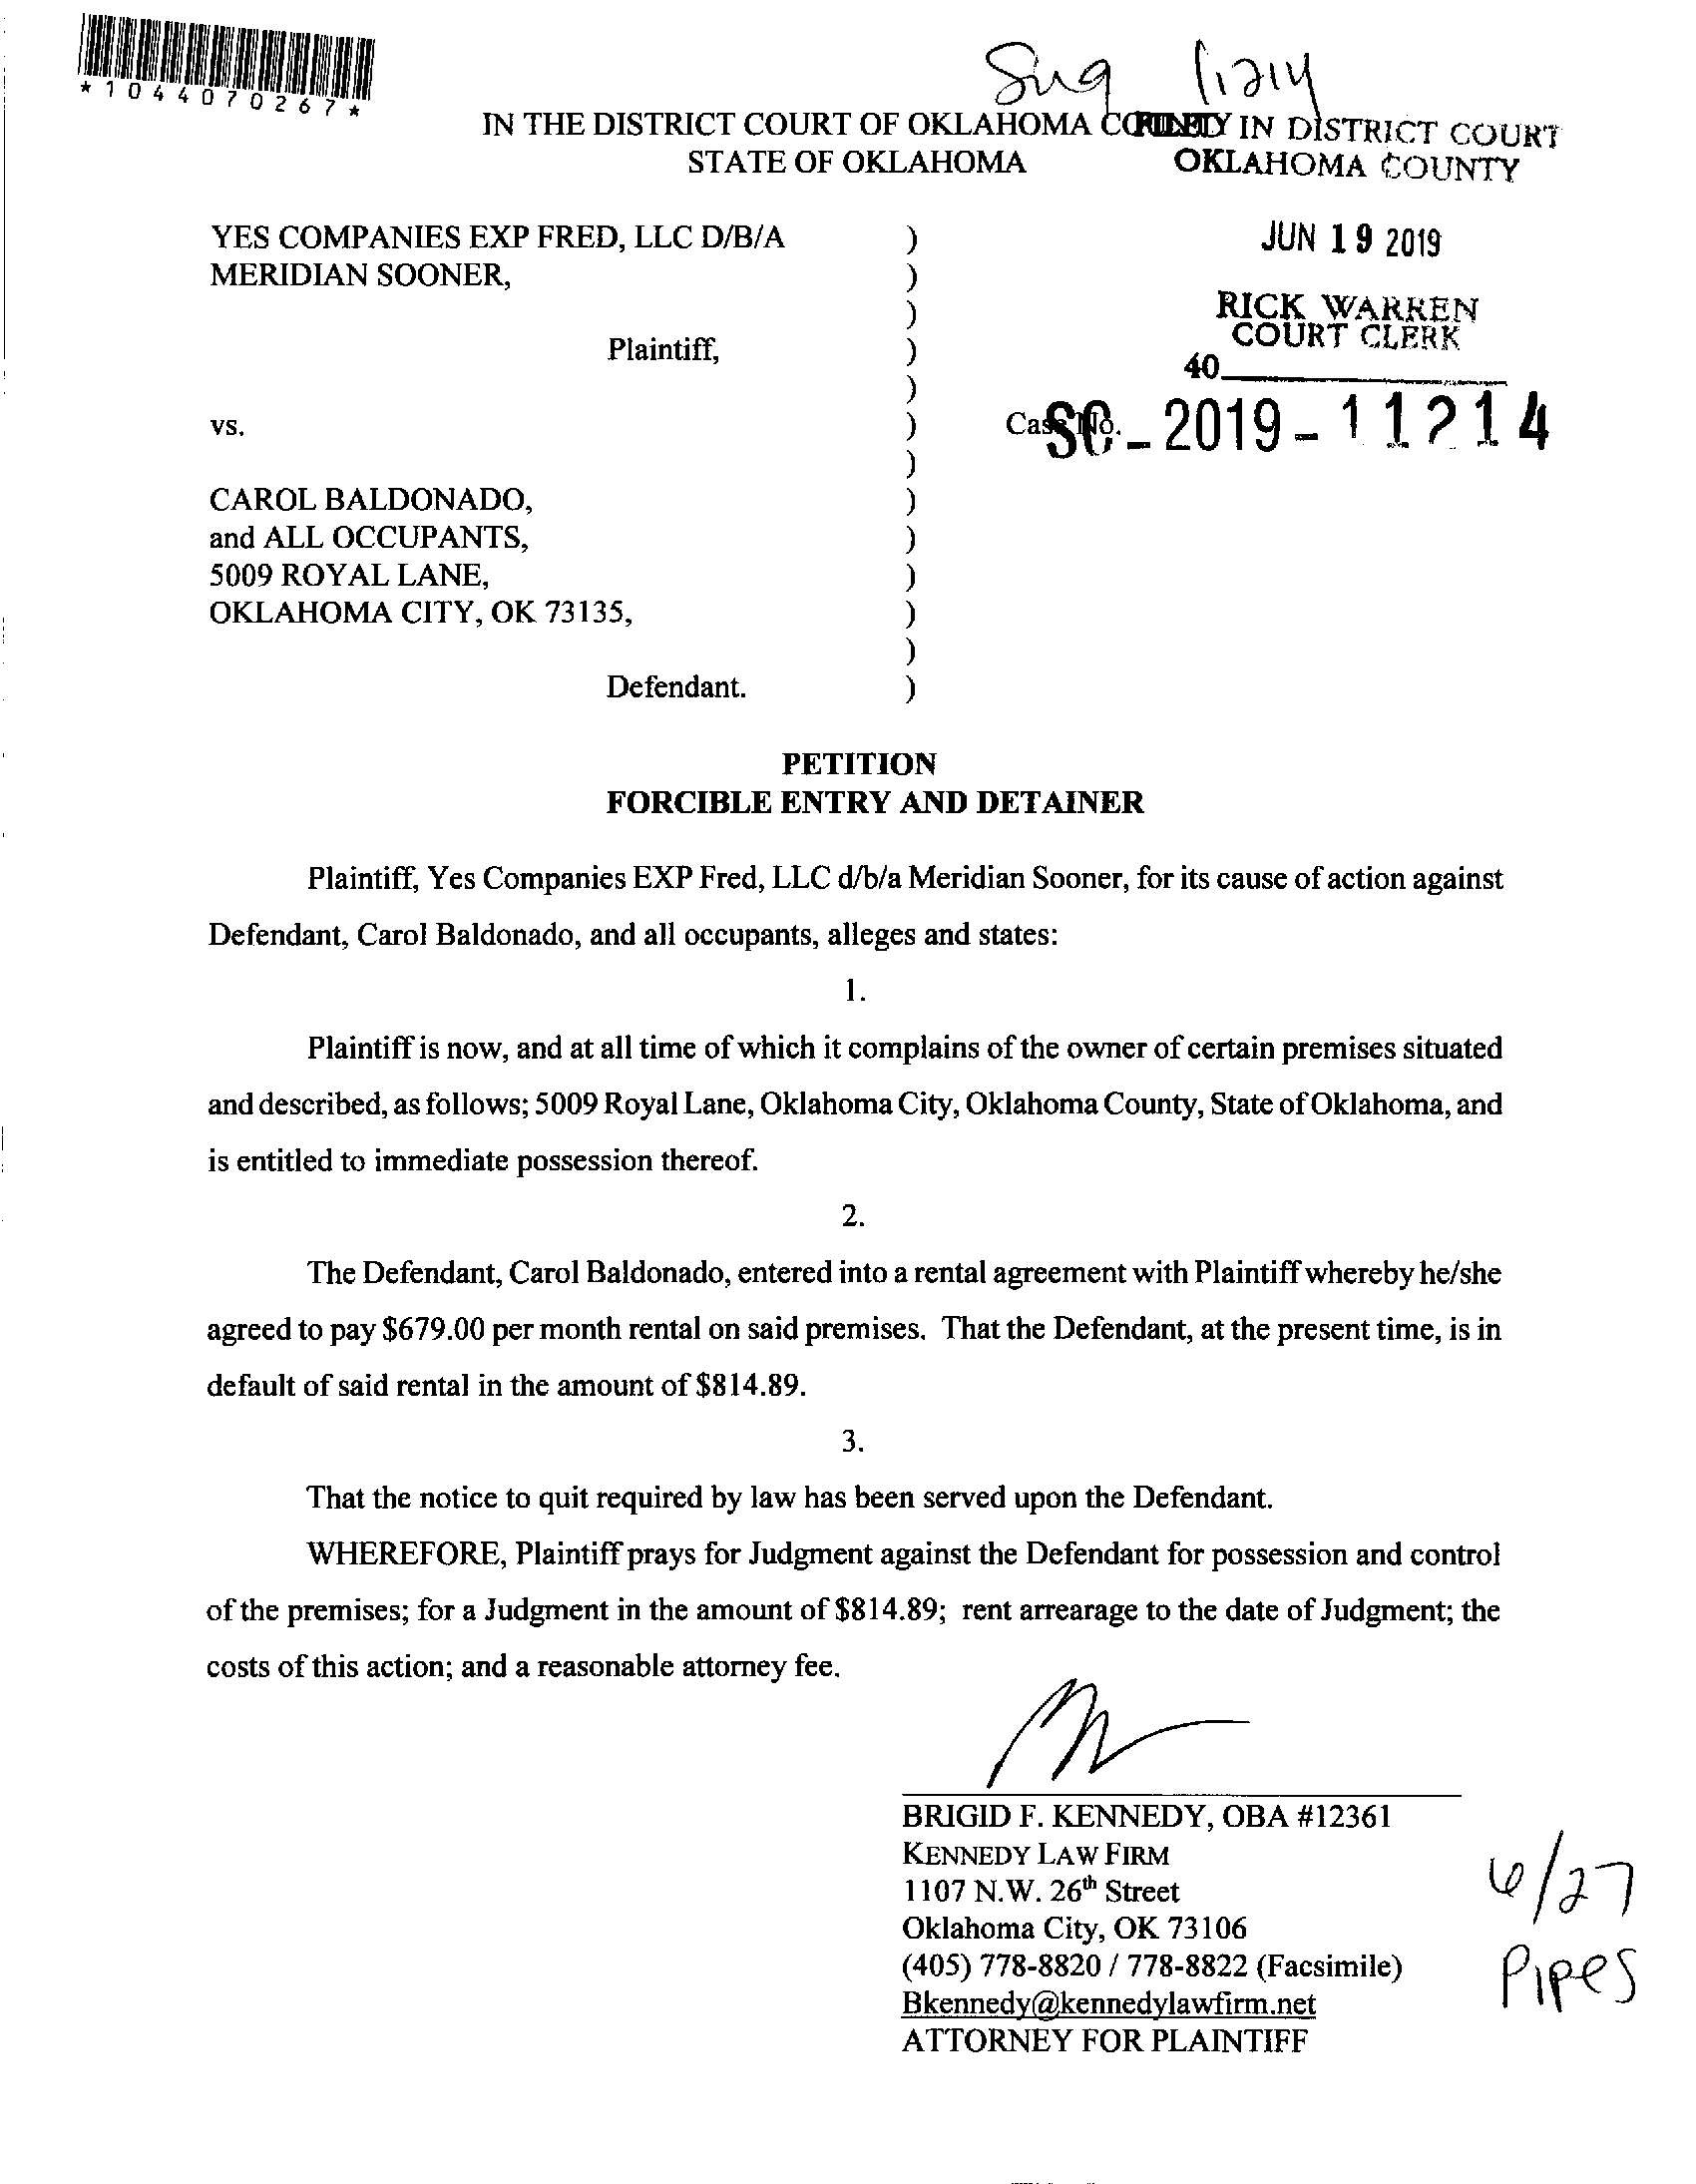 *1044070267*
IN THE DISTRICT COURT OF OKLAHOMA COUNTY
STATE OF OKLAHOMA
FILED IN DISTRICT COURT
OKLAHOMA COUNTY
JUN 19 2019
RICK WARREN
COURT CLERK
40
YES COMPANIES EXP FRED, LLC D/B/A )
MERIDIAN SOONER, )
)
Plaintiff, )
)
vs. ) Case No. SC-2019-11214
)
CAROL BALDONADO, )
and ALL OCCUPANTS, )
5009 ROYAL LANE, )
OKLAHOMA CITY, OK 73135, )
)
Defendant. )
PETITION
FORCIBLE ENTRY AND DETAINER
Plaintiff, Yes Companies EXP Fred, LLC d/b/a Meridian Sooner, for its cause of action against
Defendant, Carol Baldonado, and all occupants, alleges and states:
1.
Plaintiff is now, and at all time of which it complains of the owner of certain premises situated
and described, as follows; 5009 Royal Lane, Oklahoma City, Oklahoma County, State of Oklahoma, and
is entitled to immediate possession thereof.
2.
The Defendant, Carol Baldonado, entered into a rental agreement with Plaintiff whereby he/she
agreed to pay $679.00 per month rental on said premises. That the Defendant, at the present time, is in
default of said rental in the amount of $814.89.
3.
That the notice to quit required by law has been served upon the Defendant.
WHEREFORE, Plaintiff prays for Judgment against the Defendant for possession and control
of the premises; for a Judgment in the amount of $814.89; rent arrearage to the date of Judgment; the
costs of this action; and a reasonable attorney fee.
BRIGID F. KENNEDY, OBA #12361
KENNEDY LAW FIRM
1107 N.W. 26th Street
Oklahoma City, OK 73106
(405) 778-8820 / 778-8822 (Facsimile)
Bkennedy@kennedylawfirm.net
ATTORNEY FOR PLAINTIFF
6/27
Pipes